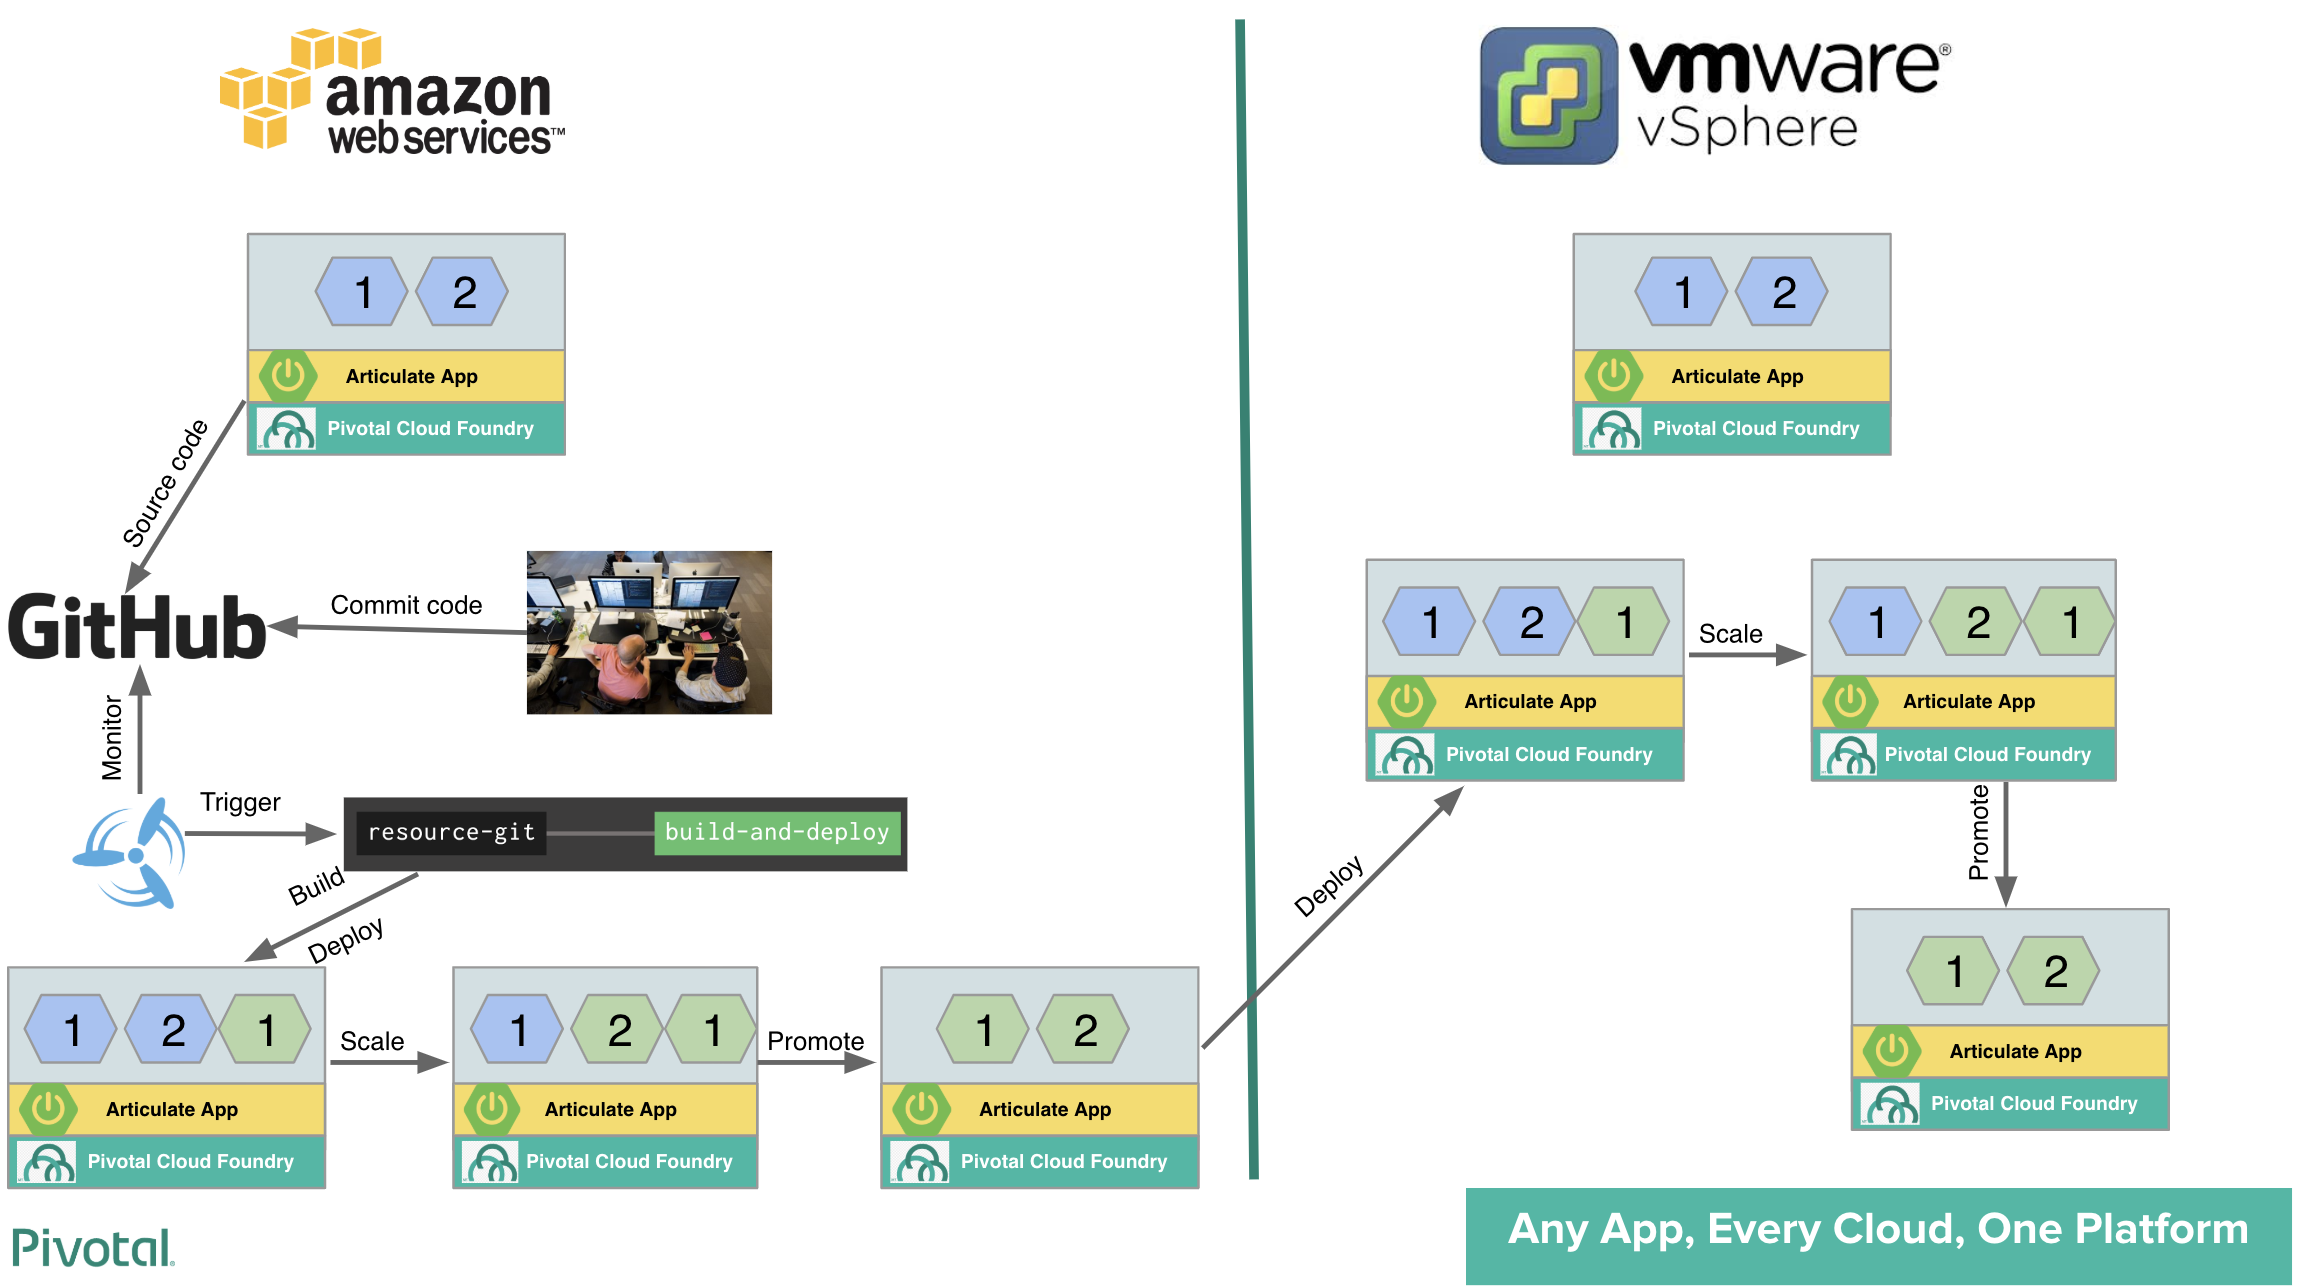 amazon
web services™
vmware®
vSphere
1 2
Articulate App
Pivotal Cloud Foundry
1 2
Articulate App
Pivotal Cloud Foundry
Source code
GitHub
Commit code
Monitor
Trigger
resource-git
build-and-deploy
Build
Deploy
1 2 1
Articulate App
Pivotal Cloud Foundry
Scale
1 2 1
Articulate App
Pivotal Cloud Foundry
Promote
1 2
Articulate App
Pivotal Cloud Foundry
Deploy
1 2 1
Articulate App
Pivotal Cloud Foundry
Scale
1 2 1
Articulate App
Pivotal Cloud Foundry
Promote
1 2
Articulate App
Pivotal Cloud Foundry
Pivotal®
Any App, Every Cloud, One Platform